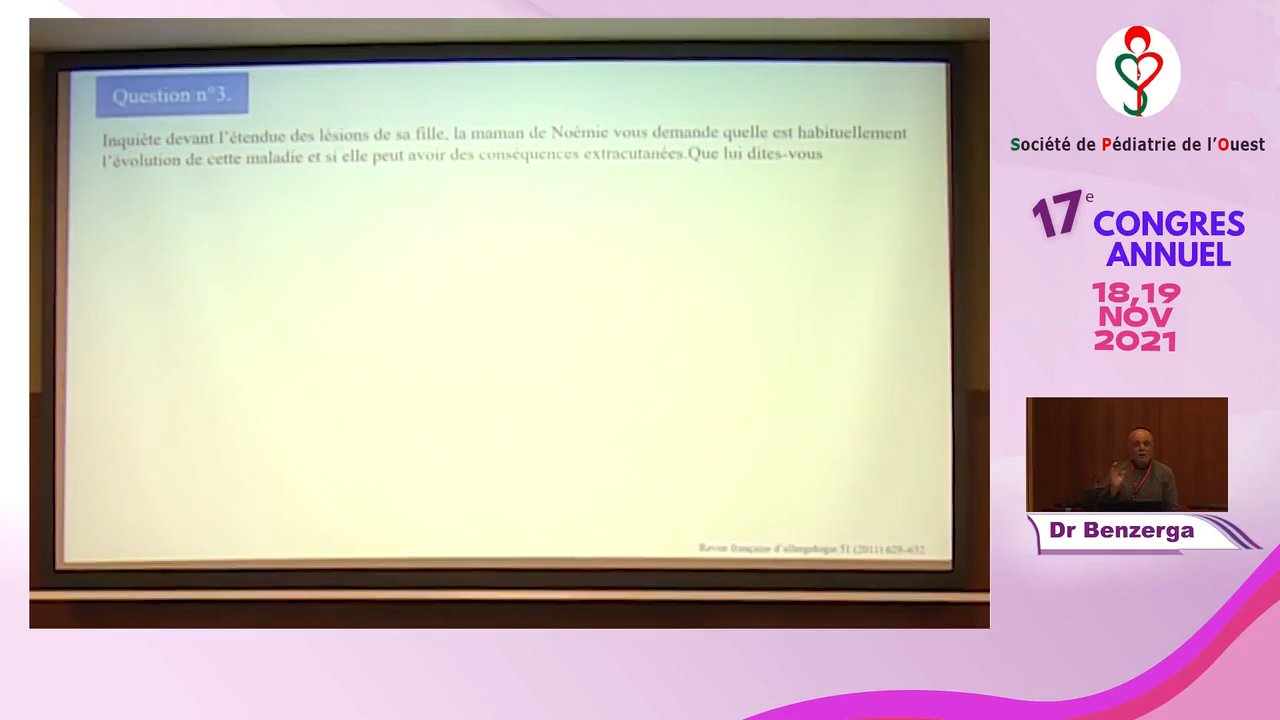 Question n°3.
Inquiète devant l'étendue des lésions de sa fille, la maman de Noémie vous demande quelle est habituellement
l'évolution de cette maladie et si elle peut avoir des conséquences extracutanées.Que lui dites-vous
Revue française d'allergologie 51 (2011) 629-632
Société de Pédiatrie de l'Ouest
17e
CONGRES
ANNUEL
18,19
NOV
2021
Dr Benzerga